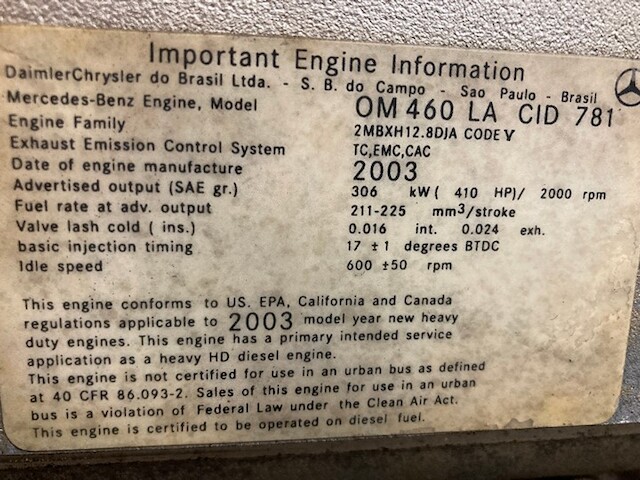 Important Engine Information
DaimlerChrysler do Brasil Ltda. - S. B. do Campo - Sao Paulo - Brasil
Mercedes-Benz Engine, Model OM 460 LA CID 781
Engine Family 2MBXH12.8DJA CODE Y
Exhaust Emission Control System TC,EMC,CAC
Date of engine manufacture 2003
Advertised output (SAE gr.) 306 kW ( 410 HP)/ 2000 rpm
Fuel rate at adv. output 211-225 mm³/stroke
Valve lash cold ( ins.) 0.016 int. 0.024 exh.
basic injection timing 17 ±1 degrees BTDC
Idle speed 600 ±50 rpm
This engine conforms to US. EPA, California and Canada
regulations applicable to 2003 model year new heavy
duty engines. This engine has a primary intended service
application as a heavy HD diesel engine.
This engine is not certified for use in an urban bus as defined
at 40 CFR 86.093-2. Sales of this engine for use in an urban
bus is a violation of Federal Law under the Clean Air Act.
This engine is certified to be operated on diesel fuel.